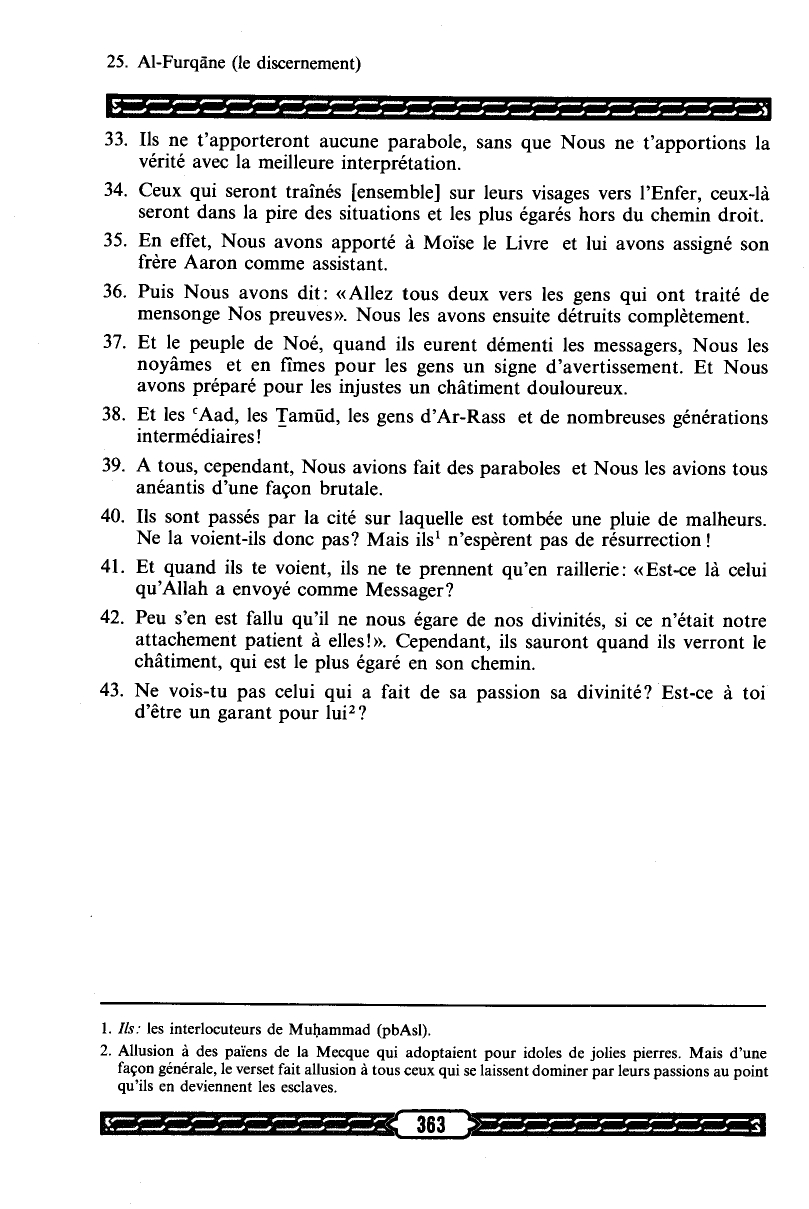 25. Al-Furqāne (le discernement)
33. Ils ne t'apporteront aucune parabole, sans que Nous ne t'apportions la
vérité avec la meilleure interprétation.
34. Ceux qui seront traînés [ensemble] sur leurs visages vers l'Enfer, ceux-là
seront dans la pire des situations et les plus égarés hors du chemin droit.
35. En effet, Nous avons apporté à Moïse le Livre et lui avons assigné son
frère Aaron comme assistant.
36. Puis Nous avons dit: «Allez tous deux vers les gens qui ont traité de
mensonge Nos preuves». Nous les avons ensuite détruits complètement.
37. Et le peuple de Noé, quand ils eurent démenti les messagers, Nous les
noyâmes et en fîmes pour les gens un signe d'avertissement. Et Nous
avons préparé pour les injustes un châtiment douloureux.
38. Et les ʿAad, les Ṯamūd, les gens d'Ar-Rass et de nombreuses générations
intermédiaires!
39. A tous, cependant, Nous avions fait des paraboles et Nous les avions tous
anéantis d'une façon brutale.
40. Ils sont passés par la cité sur laquelle est tombée une pluie de malheurs.
Ne la voient-ils donc pas? Mais ils¹ n'espèrent pas de résurrection!
41. Et quand ils te voient, ils ne te prennent qu'en raillerie: «Est-ce là celui
qu'Allah a envoyé comme Messager?
42. Peu s'en est fallu qu'il ne nous égare de nos divinités, si ce n'était notre
attachement patient à elles!». Cependant, ils sauront quand ils verront le
châtiment, qui est le plus égaré en son chemin.
43. Ne vois-tu pas celui qui a fait de sa passion sa divinité? Est-ce à toi
d'être un garant pour lui²?
1. Ils: les interlocuteurs de Muḥammad (pbAsl).
2. Allusion à des païens de la Mecque qui adoptaient pour idoles de jolies pierres. Mais d'une
façon générale, le verset fait allusion à tous ceux qui se laissent dominer par leurs passions au point
qu'ils en deviennent les esclaves.
363